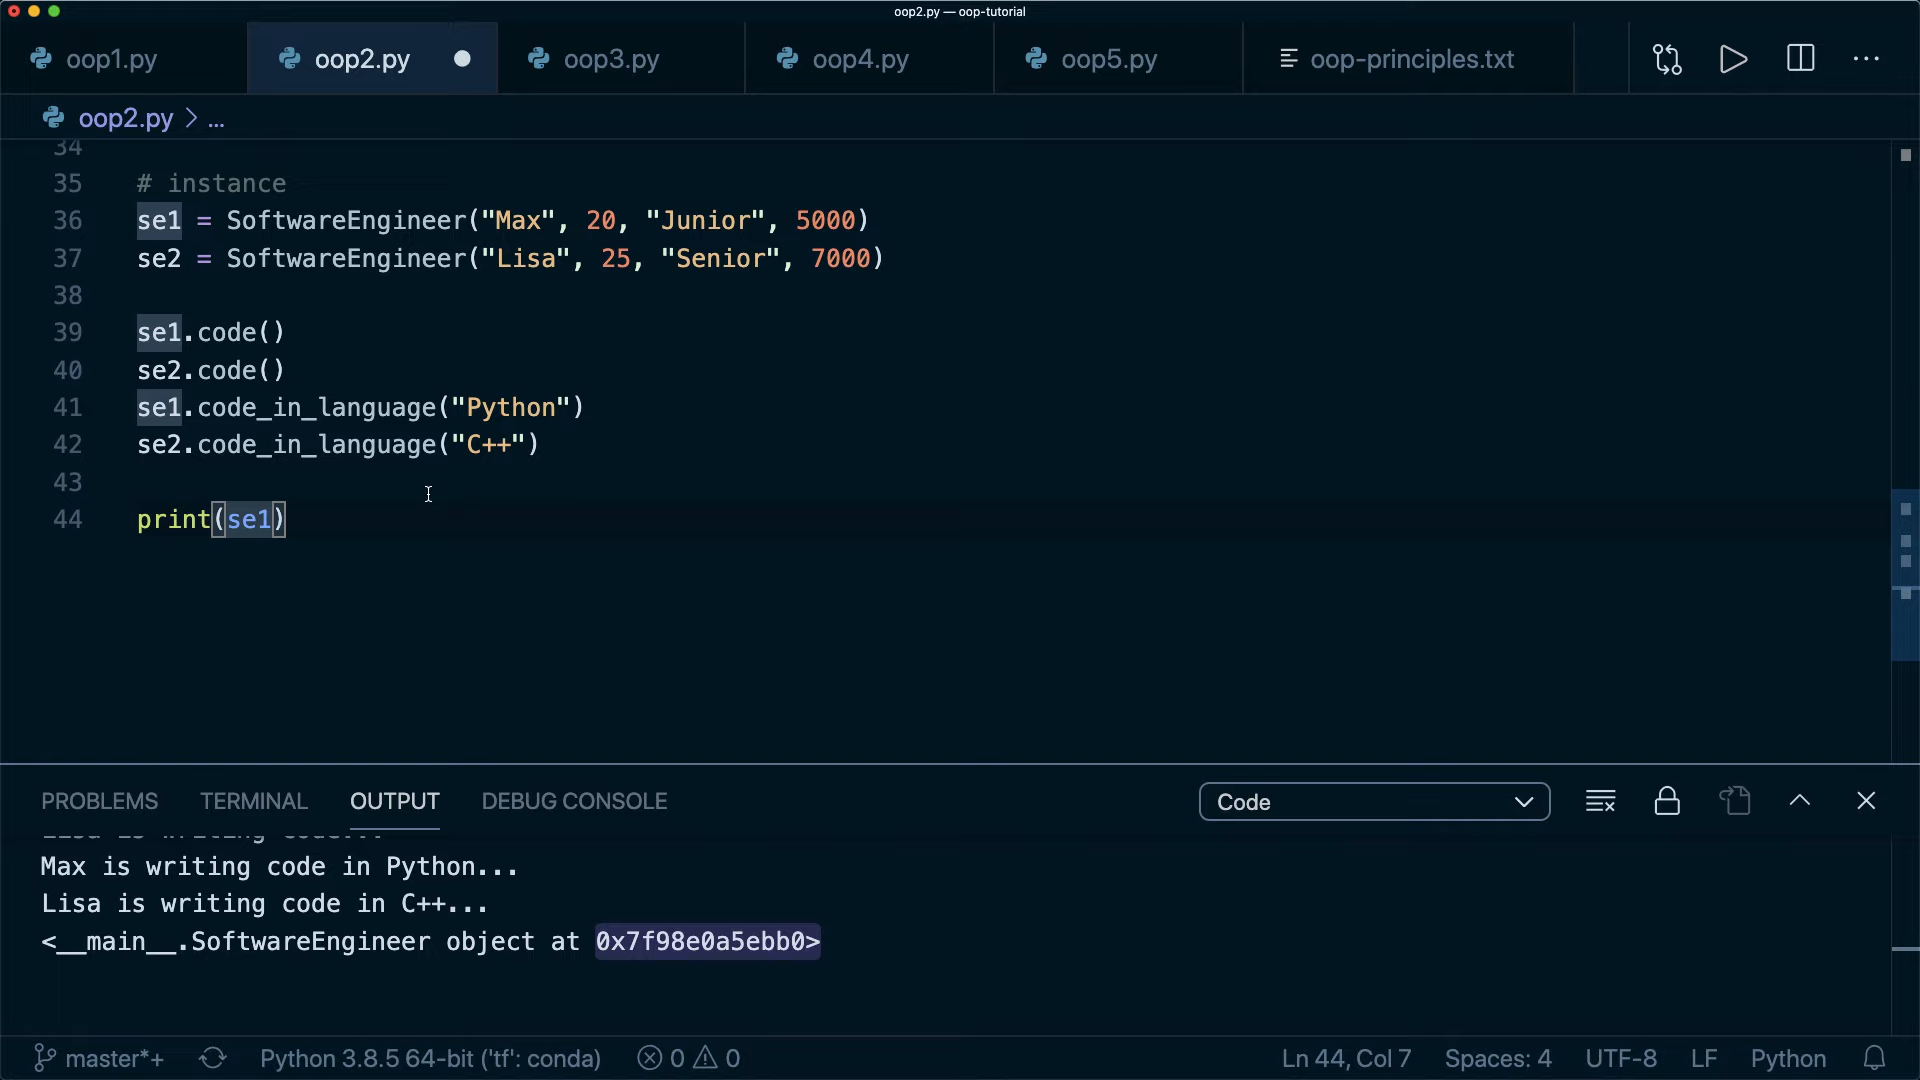 oop2.py — oop-tutorial
oop1.py
oop2.py
oop3.py
oop4.py
oop5.py
oop-principles.txt
oop2.py > ...
34
35 # instance
36 se1 = SoftwareEngineer("Max", 20, "Junior", 5000)
37 se2 = SoftwareEngineer("Lisa", 25, "Senior", 7000)
38
39 se1.code()
40 se2.code()
41 se1.code_in_language("Python")
42 se2.code_in_language("C++")
43
44 print(se1)
PROBLEMS TERMINAL OUTPUT DEBUG CONSOLE Code
Lisa is writing code...
Max is writing code in Python...
Lisa is writing code in C++...
<__main__.SoftwareEngineer object at 0x7f98e0a5ebb0>
master*+ Python 3.8.5 64-bit ('tf': conda) 0 0 Ln 44, Col 7 Spaces: 4 UTF-8 LF Python